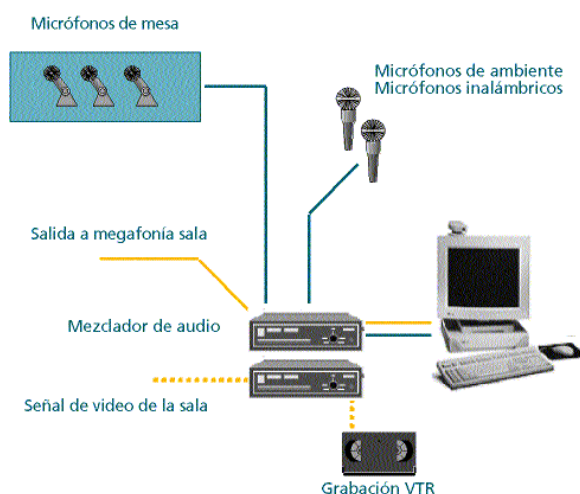 Micrófonos de mesa
Micrófonos de ambiente
Micrófonos inalámbricos
Salida a megafonía sala
Mezclador de audio
Señal de video de la sala
Grabación VTR